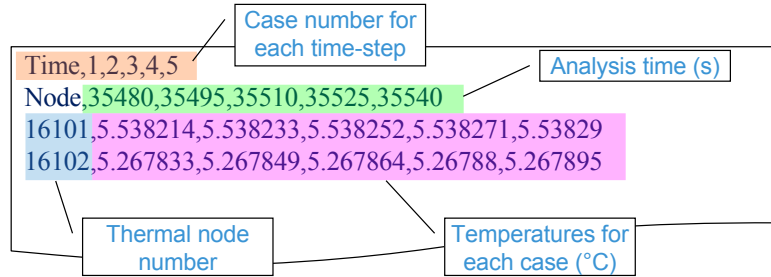 Case number for
each time-step
Time,1,2,3,4,5
Analysis time (s)
Node,35480,35495,35510,35525,35540
16101,5.538214,5.538233,5.538252,5.538271,5.53829
16102,5.267833,5.267849,5.267864,5.26788,5.267895
Thermal node
number
Temperatures for
each case (°C)